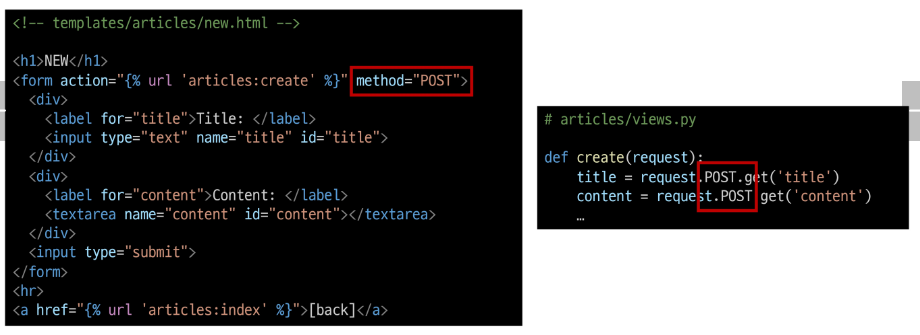 <!-- templates/articles/new.html -->
<h1>NEW</h1>
<form action="{% url 'articles:create' %}" method="POST">
  <div>
    <label for="title">Title: </label>
    <input type="text" name="title" id="title">
  </div>
  <div>
    <label for="content">Content: </label>
    <textarea name="content" id="content"></textarea>
  </div>
  <input type="submit">
</form>
<hr>
<a href="{% url 'articles:index' %}">[back]</a>
# articles/views.py
def create(request):
    title = request.POST.get('title')
    content = request.POST.get('content')
    …